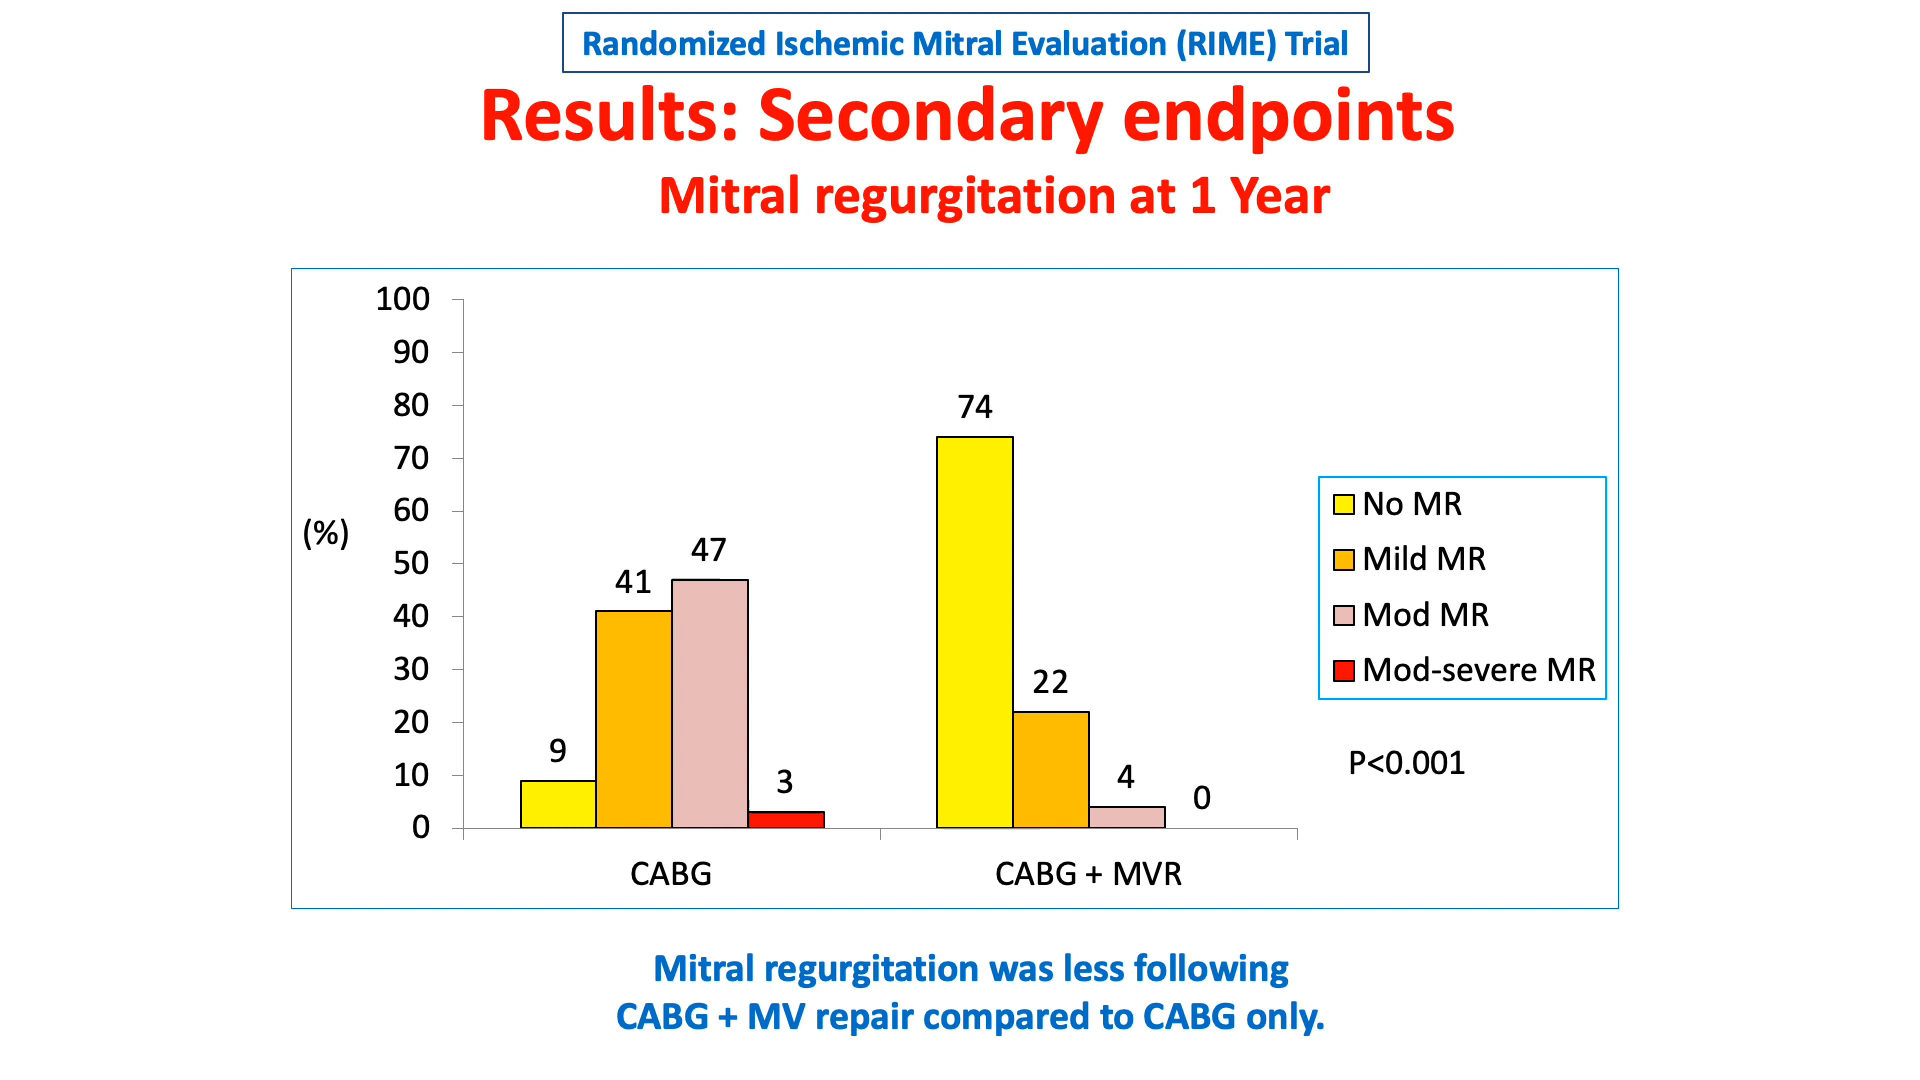 Randomized Ischemic Mitral Evaluation (RIME) Trial
Results: Secondary endpoints
Mitral regurgitation at 1 Year
100
90
80
70
60
50
40
30
20
10
0
(%)
9
41
47
3
74
22
4
0
CABG
CABG + MVR
No MR
Mild MR
Mod MR
Mod-severe MR
P<0.001
Mitral regurgitation was less following
CABG + MV repair compared to CABG only.